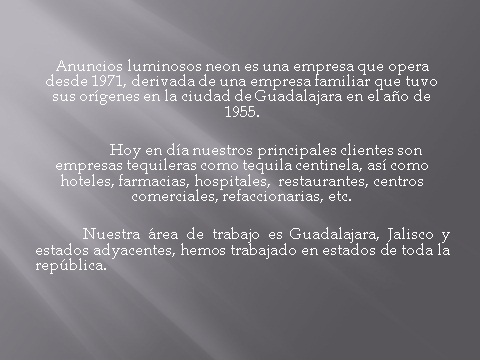 Anuncios luminosos neon es una empresa que opera
desde 1971, derivada de una empresa familiar que tuvo
sus orígenes en la ciudad de Guadalajara en el año de
1955.
Hoy en día nuestros principales clientes son
empresas tequileras como tequila centinela, así como
hoteles, farmacias, hospitales, restaurantes, centros
comerciales, refaccionarias, etc.
Nuestra área de trabajo es Guadalajara, Jalisco y
estados adyacentes, hemos trabajado en estados de toda la
república.